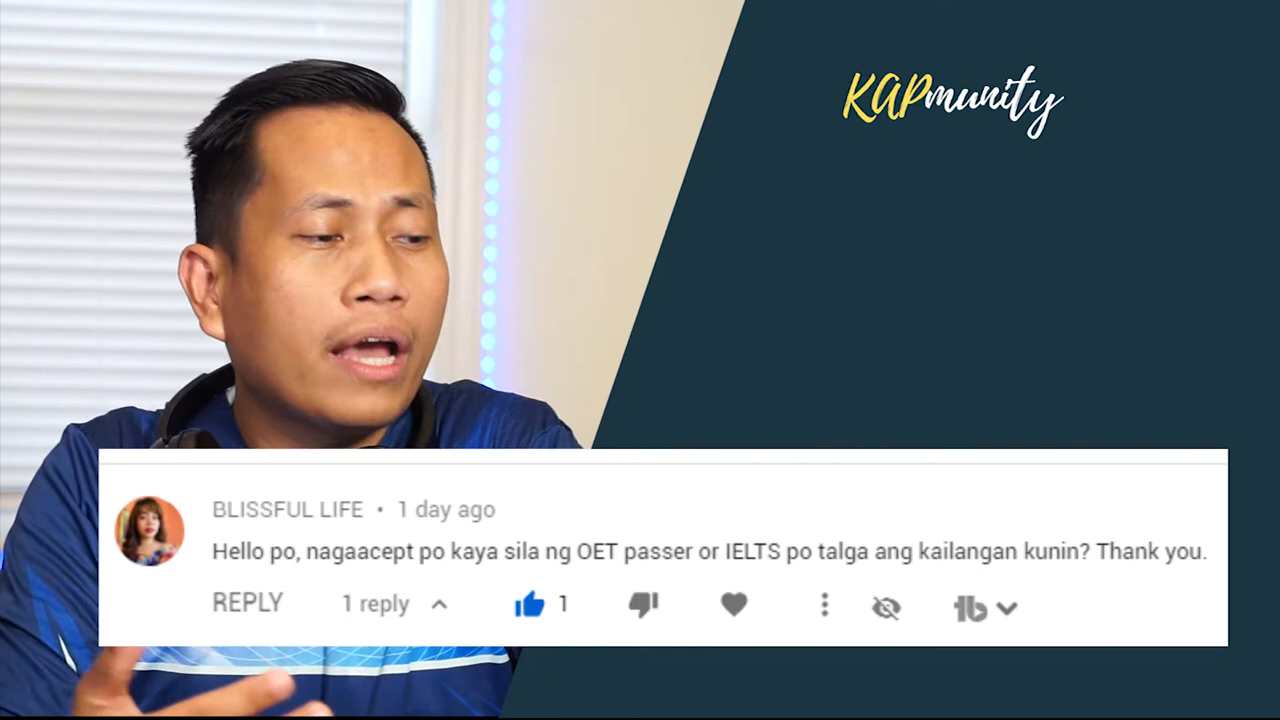 KAPmunity
BLISSFUL LIFE • 1 day ago
Hello po, nagaacept po kaya sila ng OET passer or IELTS po talga ang kailangan kunin? Thank you.
REPLY 1 reply 1